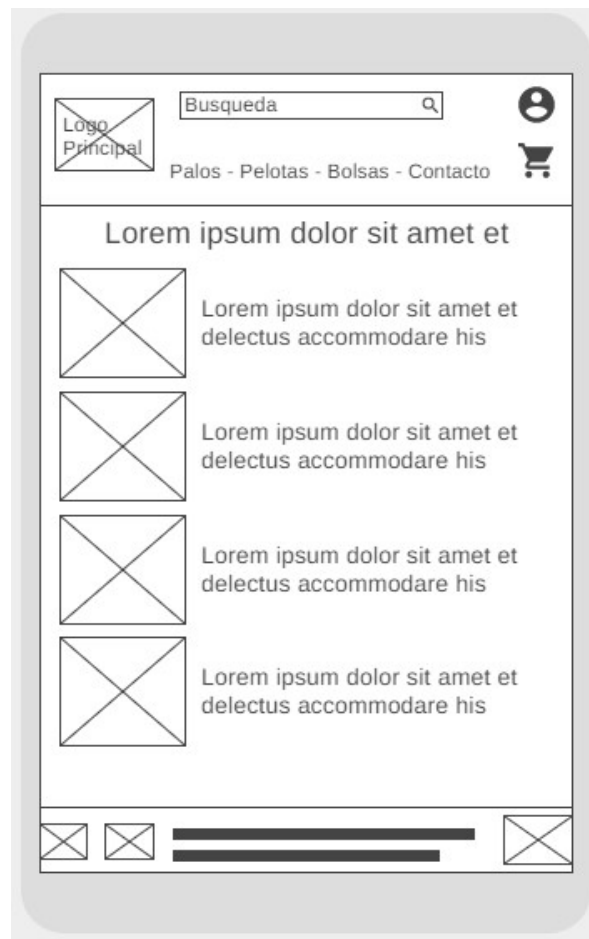 Busqueda
Logo
Principal
Palos - Pelotas - Bolsas - Contacto
Lorem ipsum dolor sit amet et
Lorem ipsum dolor sit amet et
delectus accommodare his
Lorem ipsum dolor sit amet et
delectus accommodare his
Lorem ipsum dolor sit amet et
delectus accommodare his
Lorem ipsum dolor sit amet et
delectus accommodare his